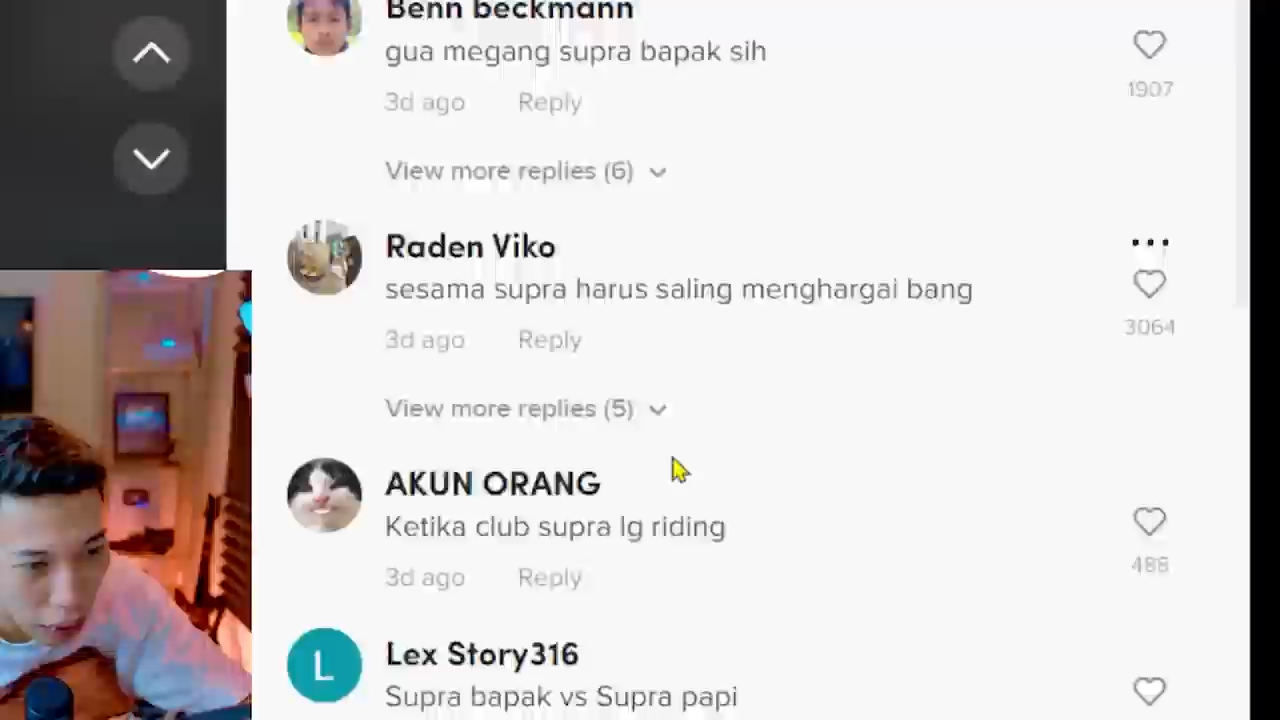 Benn beckmann
gua megang supra bapak sih
1907
3d ago Reply
View more replies (6)
Raden Viko
sesama supra harus saling menghargai bang
3d ago Reply
3064
View more replies (5)
AKUN ORANG
Ketika club supra lg riding
488
3d ago Reply
L
Lex Story316
Supra bapak vs Supra papi